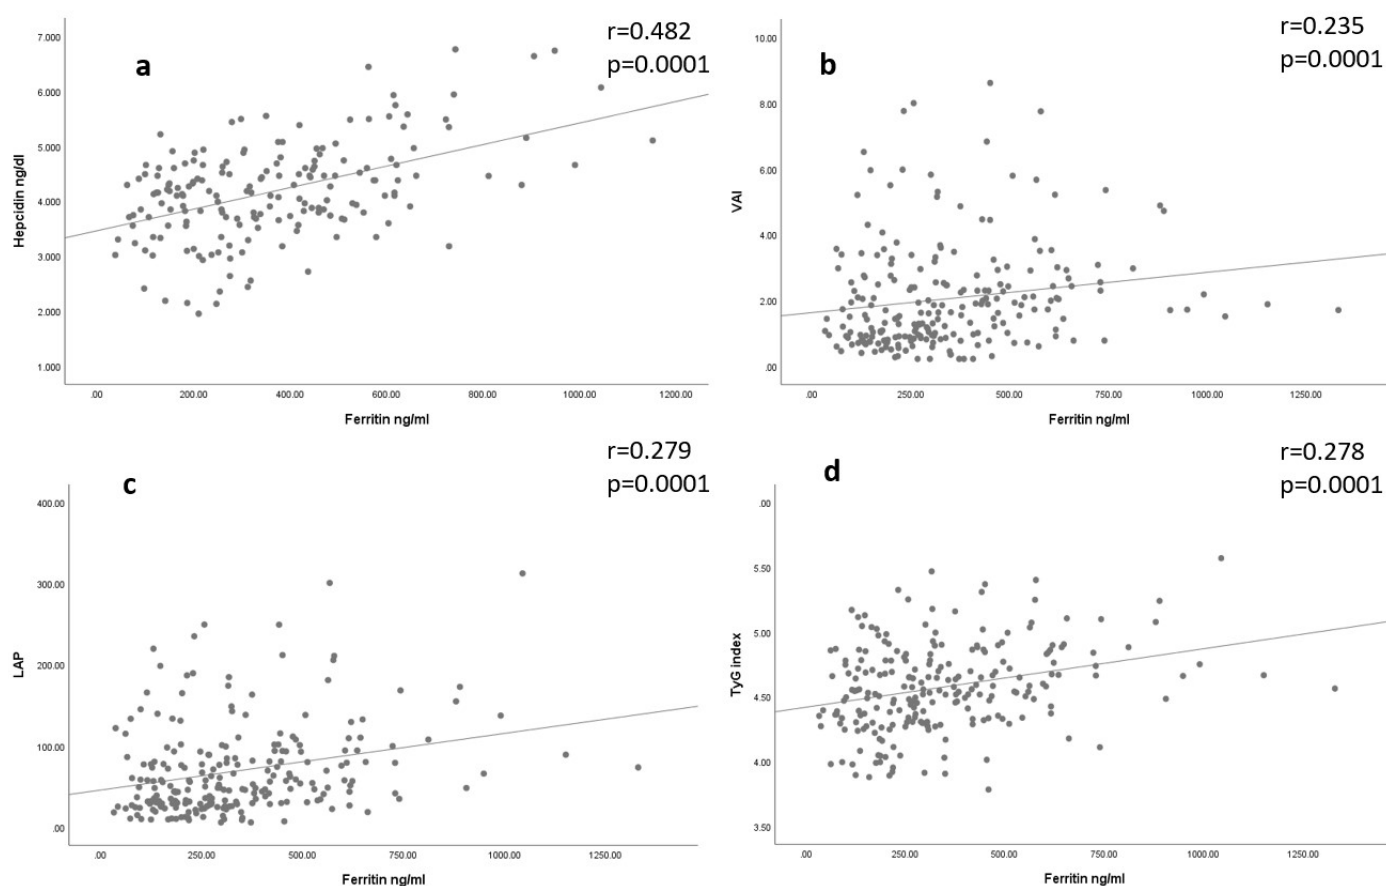 a
r=0.482
p=0.0001
7.000
6.000
5.000
4.000
3.000
2.000
1.000
Hepcidin ng/dl
.00 200.00 400.00 600.00 800.00 1000.00 1200.00
Ferritin ng/ml
b
r=0.235
p=0.0001
10.00
8.00
6.00
4.00
2.00
.00
VAI
.00 250.00 500.00 750.00 1000.00 1250.00
Ferritin ng/ml
c
r=0.279
p=0.0001
400.00
300.00
200.00
100.00
.00
LAP
.00 250.00 500.00 750.00 1000.00 1250.00
Ferritin ng/ml
d
r=0.278
p=0.0001
.00
5.50
5.00
4.50
4.00
3.50
TyG index
.00 250.00 500.00 750.00 1000.00 1250.00
Ferritin ng/ml